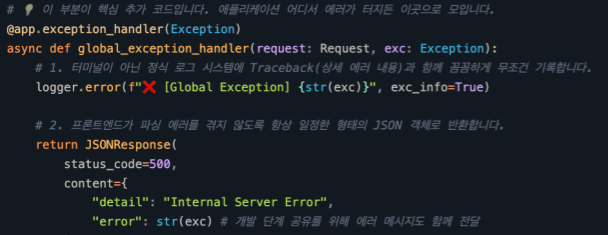 # 💡 이 부분이 핵심 추가 코드입니다. 애플리케이션 어디서 에러가 터지든 이곳으로 모입니다.
@app.exception_handler(Exception)
async def global_exception_handler(request: Request, exc: Exception):
    # 1. 터미널이 아닌 정식 로그 시스템에 Traceback(상세 에러 내용)과 함께 꼼꼼하게 무조건 기록합니다.
    logger.error(f"❌ [Global Exception] {str(exc)}", exc_info=True)
    # 2. 프론트엔드가 파싱 에러를 겪지 않도록 항상 일정한 형태의 JSON 객체로 반환합니다.
    return JSONResponse(
        status_code=500,
        content={
            "detail": "Internal Server Error",
            "error": str(exc) # 개발 단계 공유를 위해 에러 메시지도 함께 전달